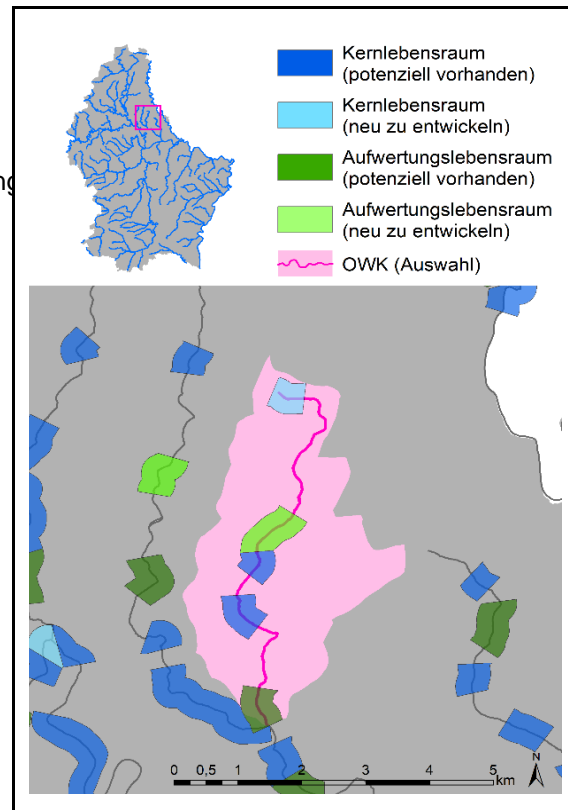 Kernlebensraum
(potenziell vorhanden)
Kernlebensraum
(neu zu entwickeln)
Aufwertungslebensraum
(potenziell vorhanden)
Aufwertungslebensraum
(neu zu entwickeln)
OWK (Auswahl)
0 0,5 1 2 3 4 5
km
N